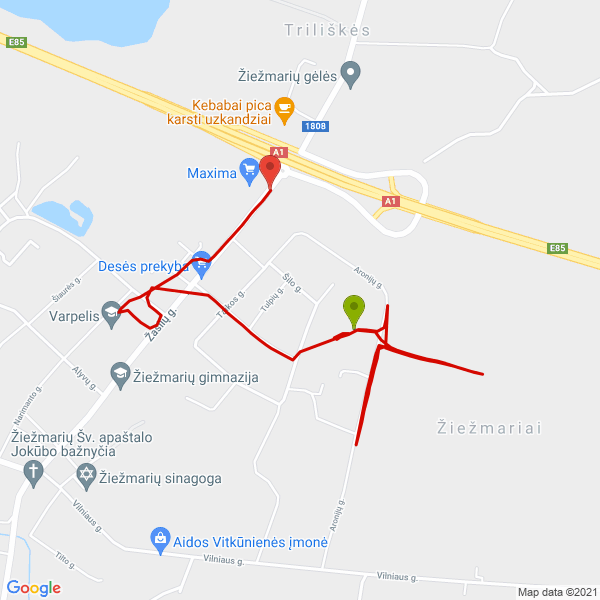 Triliškės
E85
Žiežmarių gėlės
Kebabai pica
karsti uzkandziai
1808
A1
Maxima
A1
E85
Desės prekyba
Aronijų g.
Šiaurės g.
Šilo g.
Tulpių g.
Taikos g.
Varpelis
Žaslių g.
Žiežmarių gimnazija
Alyvų g.
Narimanto g.
Žiežmariai
Žiežmarių Šv. apaštalo
Jokūbo bažnyčia
Žiežmarių sinagoga
Aronijų g.
Vilniaus g.
Aidos Vitkūnienės įmonė
Tilto g.
Vilniaus g.
Vilniaus g.
Google
Map data ©2021